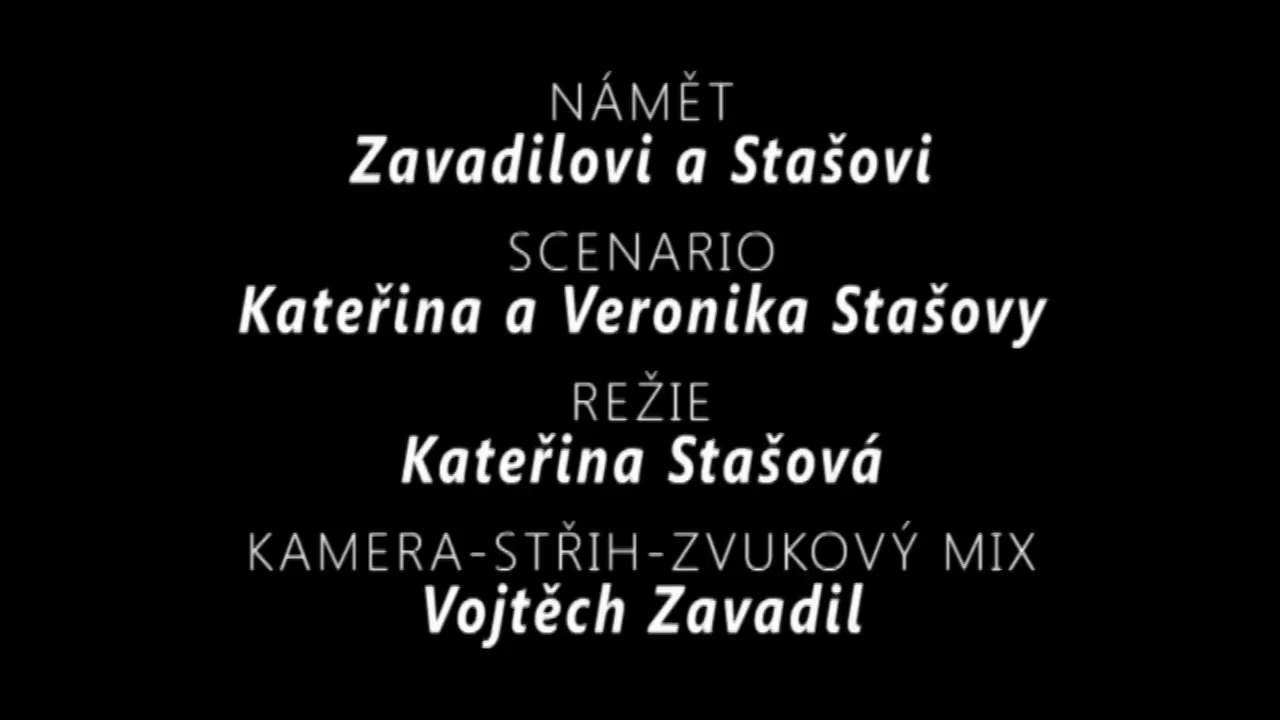 NÁMĚT
Zavadilovi a Stašovi
SCENARIO
Kateřina a Veronika Stašovy
REŽIE
Kateřina Stašová
KAMERA-STŘIH-ZVUKOVÝ MIX
Vojtěch Zavadil